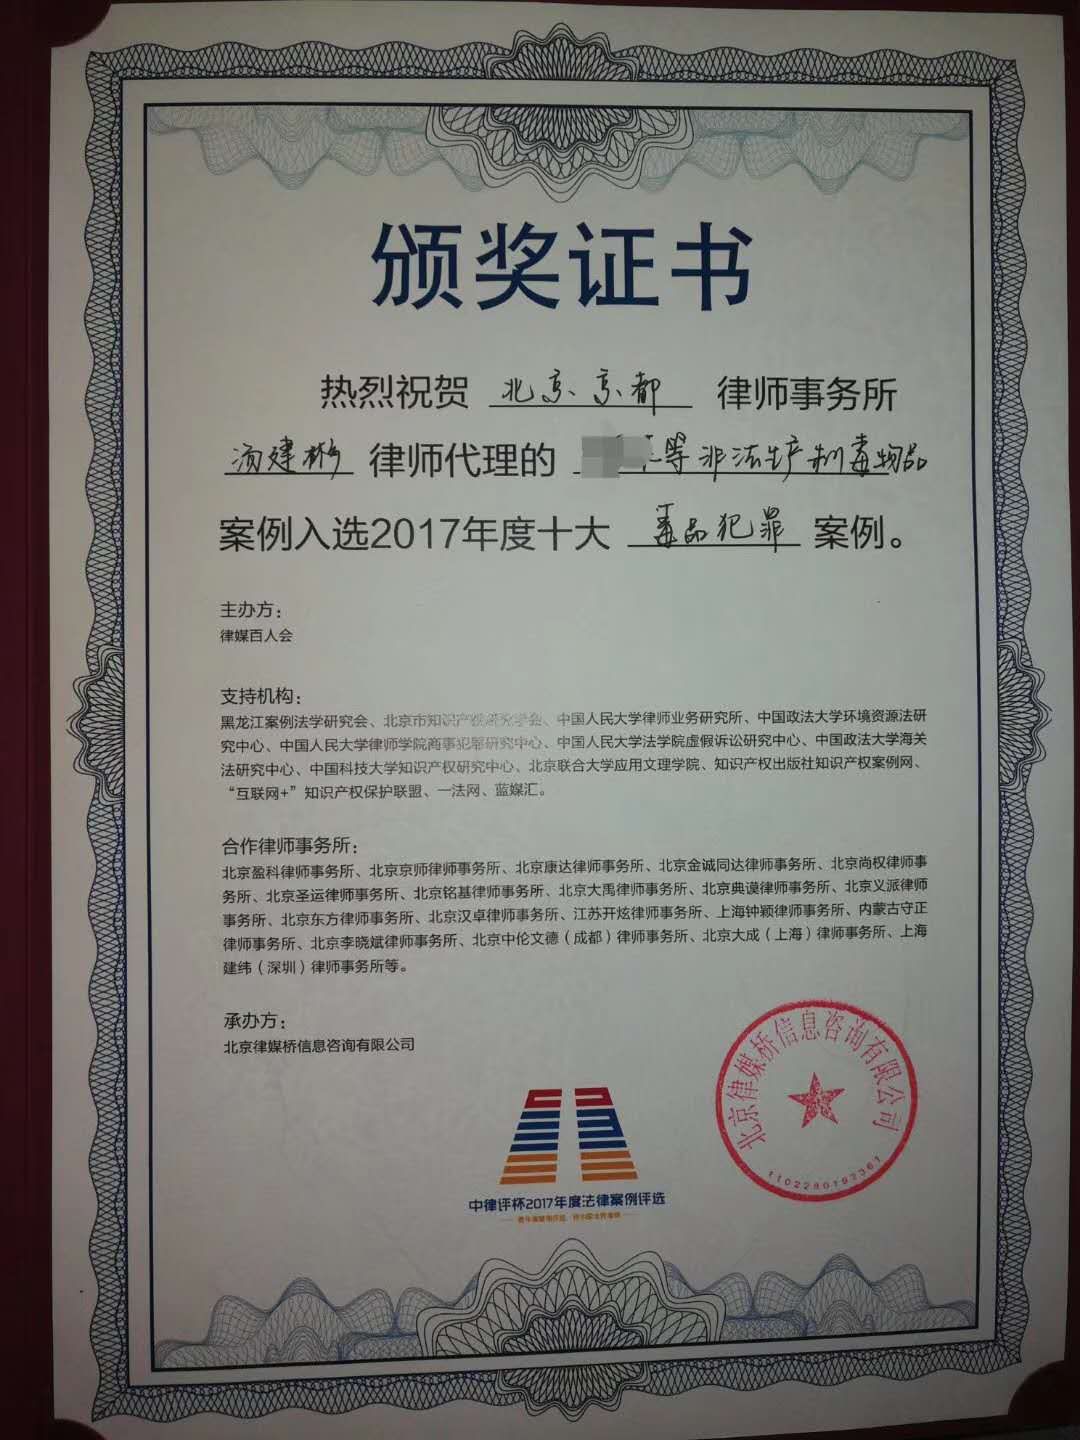 颁奖证书
热烈祝贺 北京京都 律师事务所
汤建彬 律师代理的 等非法生产制毒物品
案例入选2017年度十大 毒品犯罪 案例。
主办方：
律媒百人会
支持机构：
黑龙江案例法学研究会、北京市知识产权研究会、中国人民大学律师业务研究所、中国政法大学环境资源法研
究中心、中国人民大学律师学院商事犯罪研究中心、中国人民大学法学院虚假诉讼研究中心、中国政法大学海关
法研究中心、中国科技大学知识产权研究中心、北京联合大学应用文理学院、知识产权出版社知识产权案例网、
“互联网+”知识产权保护联盟、一法网、蓝媒汇。
合作律师事务所：
北京盈科律师事务所、北京京师律师事务所、北京康达律师事务所、北京金诚同达律师事务所、北京尚权律师事
务所、北京圣运律师事务所、北京铭基律师事务所、北京大禹律师事务所、北京典谟律师事务所、北京义派律师
事务所、北京东方律师事务所、北京汉卓律师事务所、江苏开炫律师事务所、上海钟颖律师事务所、内蒙古守正
律师事务所、北京李晓斌律师事务所、北京中伦文德（成都）律师事务所、北京大成（上海）律师事务所、上海
建纬（深圳）律师事务所等。
承办方：
北京律媒桥信息咨询有限公司
北京律媒桥信息咨询有限公司
1102280192361
中律评杯2017年度法律案例评选